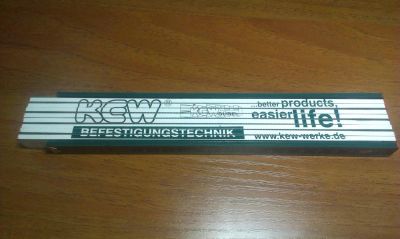 KEW®
BEFESTIGUNGSTECHNIK
...better products,
easier life!
www.kew-werke.de